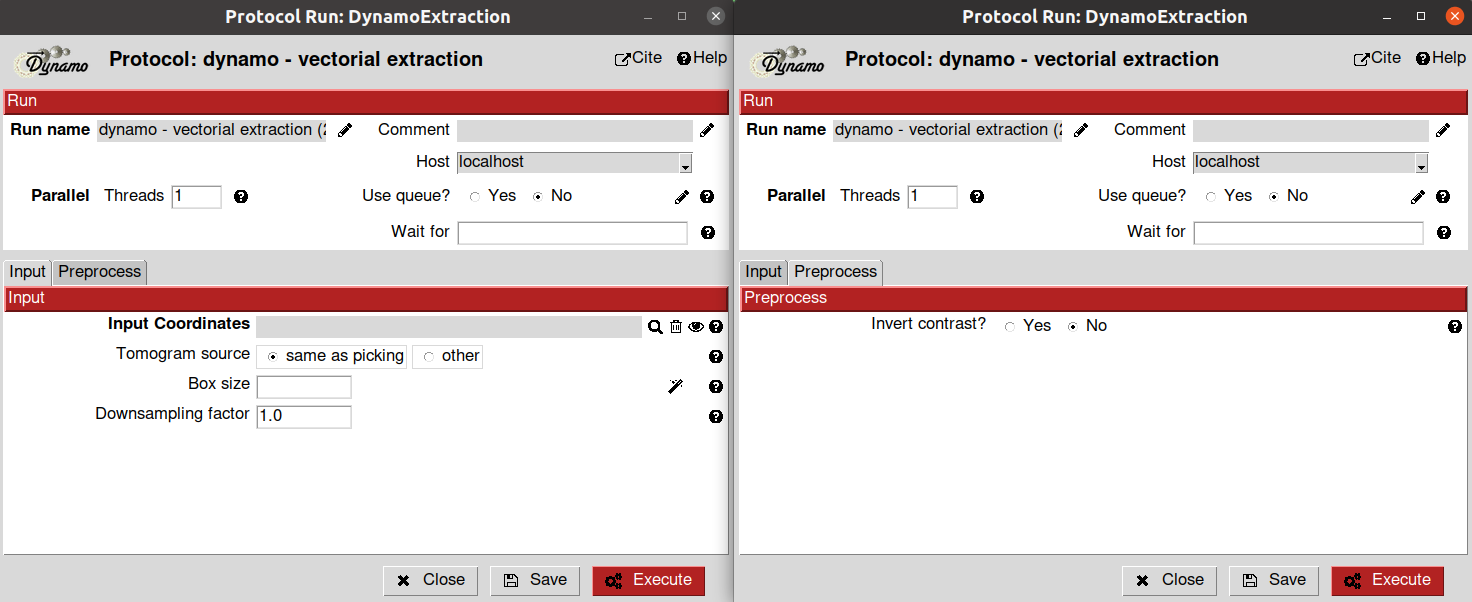 Protocol Run: DynamoExtraction
Dynamo
Protocol: dynamo - vectorial extraction
Cite Help
Run
Run name dynamo - vectorial extraction (2 Comment
Host localhost
Parallel Threads 1 Use queue? Yes No
Wait for
Input Preprocess
Input
Input Coordinates
Tomogram source same as picking other
Box size
Downsampling factor 1.0
Close Save Execute
Protocol Run: DynamoExtraction
Dynamo
Protocol: dynamo - vectorial extraction
Cite Help
Run
Run name dynamo - vectorial extraction (2 Comment
Host localhost
Parallel Threads 1 Use queue? Yes No
Wait for
Input Preprocess
Preprocess
Invert contrast? Yes No
Close Save Execute